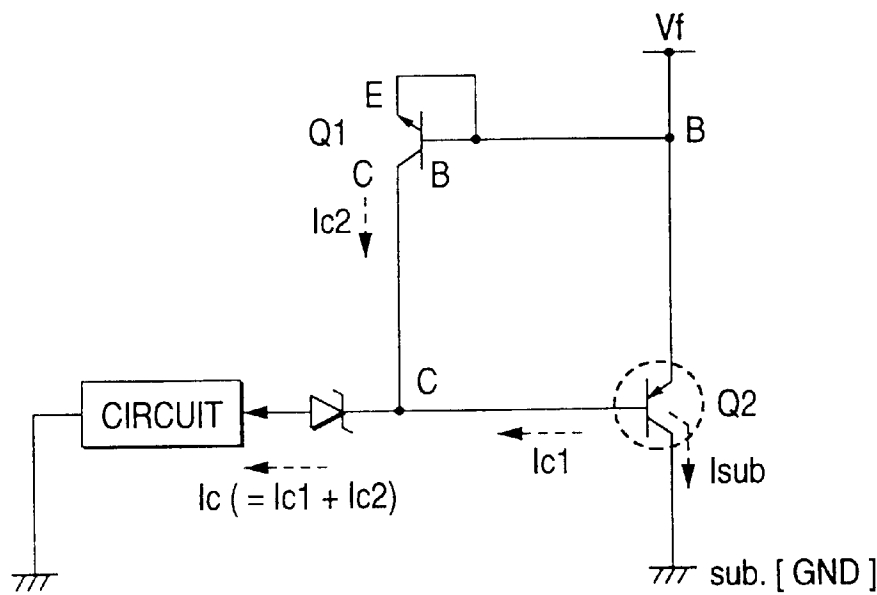 Vf
E
Q1
B
C
B
Ic2
C
CIRCUIT
Q2
Ic1
Isub
Ic ( = Ic1 + Ic2)
sub. [ GND ]